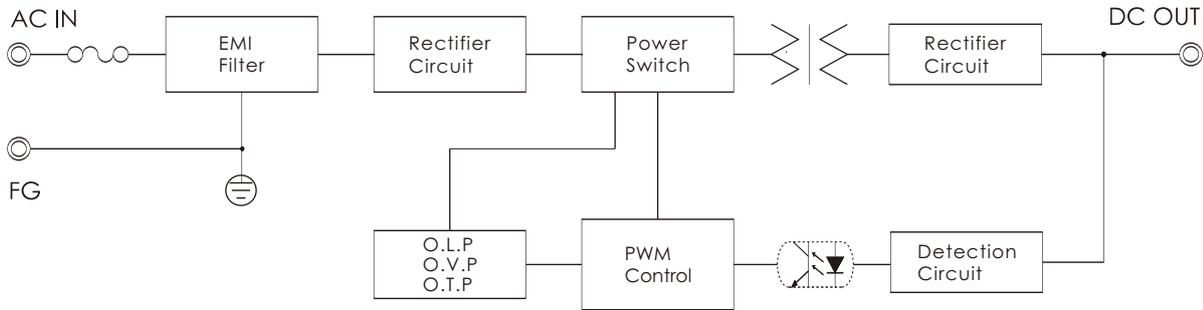 AC IN
DC OUT
EMI
Filter
Rectifier
Circuit
Power
Switch
Rectifier
Circuit
FG
O.L.P
O.V.P
O.T.P
PWM
Control
Detection
Circuit